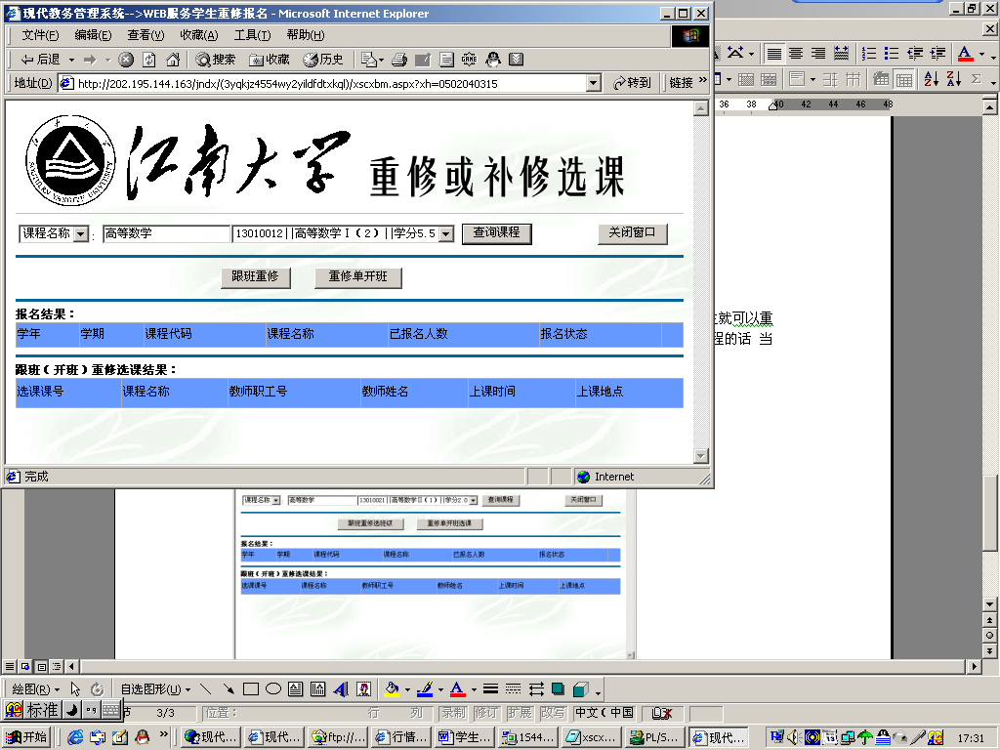 现代教务管理系统-->WEB服务学生重修报名 - Microsoft Internet Explorer
文件(F) 编辑(E) 查看(V) 收藏(A) 工具(T) 帮助(H)
后退 搜索 收藏 历史
地址(D) http://202.195.144.163/jndx/(3yqkjz4554wy2yildfdtxkql)/xscxbm.aspx?xh=0502040315 转到 链接 »
36 38 40 42 44 46 48
江南大学 重修或补修选课
课程名称 : 高等数学 13010012||高等数学Ⅰ(2)||学分5.5 查询课程 关闭窗口
跟班重修 重修单开班
报名结果：
学年 学期 课程代码 课程名称 已报名人数 报名状态
跟班(开班)重修选课结果：
选课课号 课程名称 教师职工号 教师姓名 上课时间 上课地点
就可以重
程的话 当
完成 Internet
课程名称 : 高等数学 13010021||高等数学Ⅱ(1)||学分2.0 查询课程 关闭窗口
跟班重修选班级 重修单开班选课
报名结果：
学年 学期 课程代码 课程名称 已报名人数 报名状态
跟班(开班)重修选课结果：
选课课号 课程名称 教师职工号 教师姓名 上课时间 上课地点
绘图(R) 自选图形(U)
标准 节 3/3 位置： 行 列 录制 修订 扩展 改写 中文(中国
开始 » 现代... 现代... ftp://... 行情... 学生... 1544... xscx... PL/S... 现代... 17:31